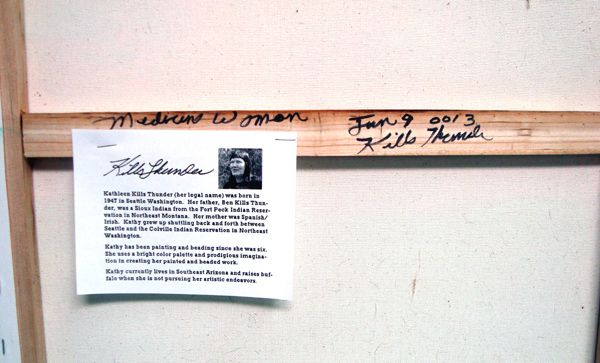 Medicine Woman Jan 9 0013
Kills Thunder
KillsThunder
Kathleen Kills Thunder (her legal name) was born in
1947 in Seattle Washington. Her father, Ben Kills Thun-
der, was a Sioux Indian from the Fort Peck Indian Reser-
vation in Northeast Montana. Her mother was Spanish/
Irish. Kathy grew up shuttling back and forth between
Seattle and the Colville Indian Reservation in Northeast
Washington.
Kathy has been painting and beading since she was six.
She uses a bright color palette and prodigious imagina-
tion in creating her painted and beaded work.
Kathy currently lives in Southeast Arizona and raises buf-
falo when she is not pursuing her artistic endeavors.